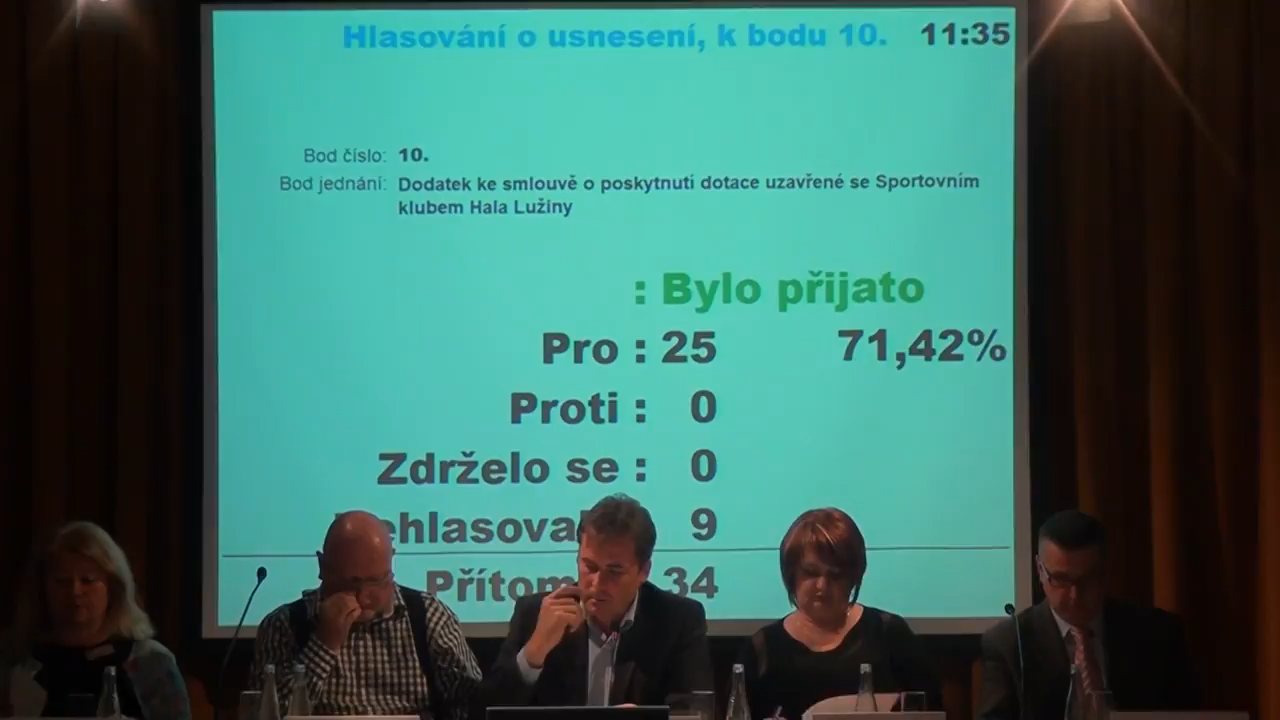 Hlasování o usnesení, k bodu 10. 11:35
Bod číslo: 10.
Bod jednání: Dodatek ke smlouvě o poskytnutí dotace uzavřené se Sportovním
klubem Hala Lužiny
: Bylo přijato
Pro : 25 71,42%
Proti : 0
Zdrželo se : 0
9
34